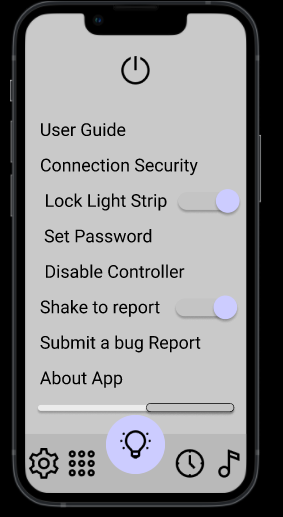 User Guide
Connection Security
Lock Light Strip
Set Password
Disable Controller
Shake to report
Submit a bug Report
About App